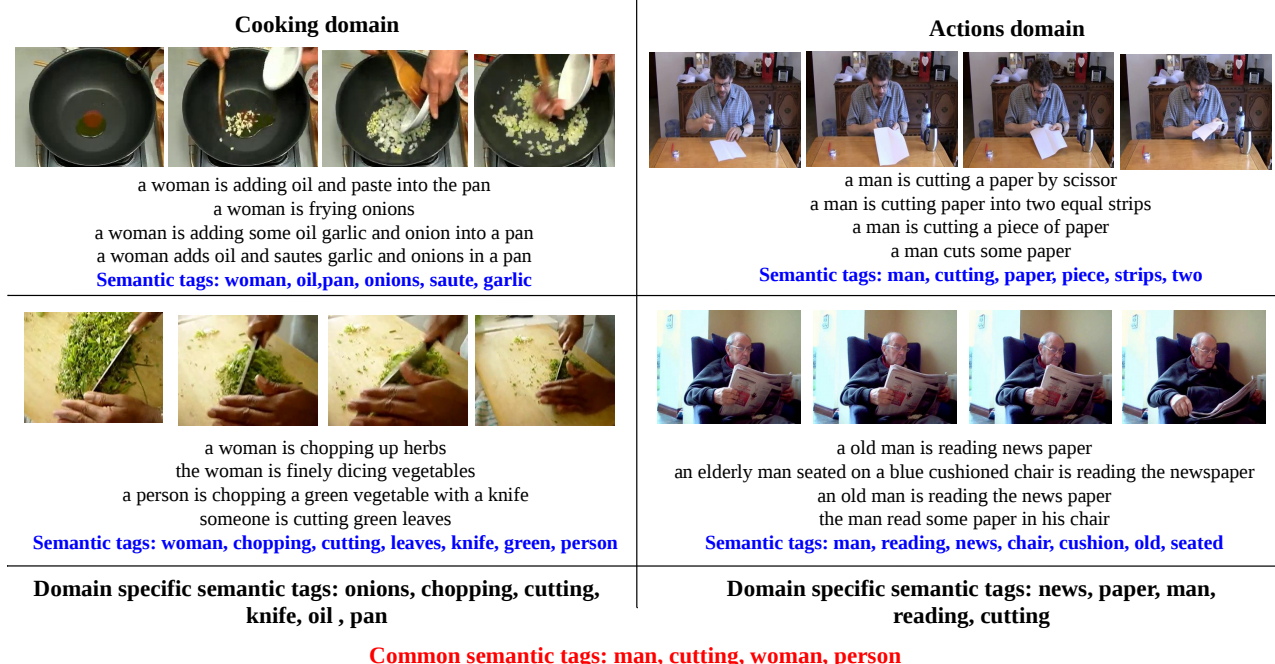 Cooking domain
a woman is adding oil and paste into the pan
a woman is frying onions
a woman is adding some oil garlic and onion into a pan
a woman adds oil and sautes garlic and onions in a pan
Semantic tags: woman, oil,pan, onions, saute, garlic
Actions domain
a man is cutting a paper by scissor
a man is cutting paper into two equal strips
a man is cutting a piece of paper
a man cuts some paper
Semantic tags: man, cutting, paper, piece, strips, two
a woman is chopping up herbs
the woman is finely dicing vegetables
a person is chopping a green vegetable with a knife
someone is cutting green leaves
Semantic tags: woman, chopping, cutting, leaves, knife, green, person
a old man is reading news paper
an elderly man seated on a blue cushioned chair is reading the newspaper
an old man is reading the news paper
the man read some paper in his chair
Semantic tags: man, reading, news, chair, cushion, old, seated
Domain specific semantic tags: onions, chopping, cutting,
knife, oil , pan
Domain specific semantic tags: news, paper, man,
reading, cutting
Common semantic tags: man, cutting, woman, person